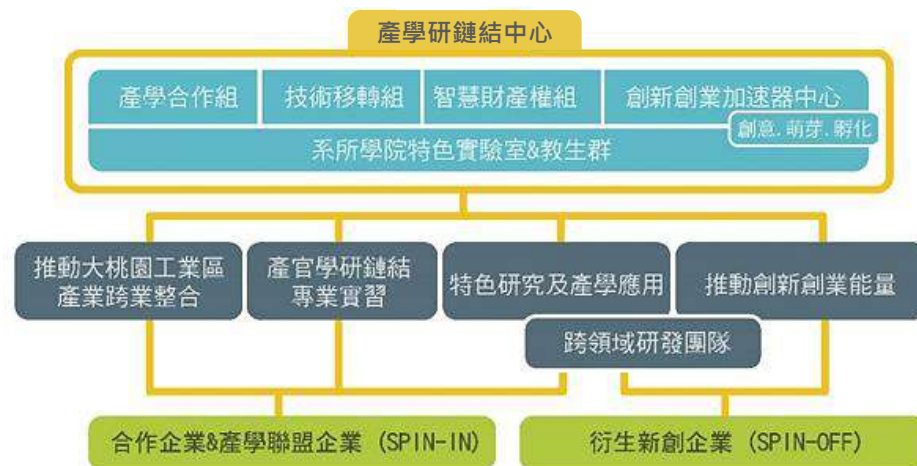 產學研鏈結中心
產學合作組
技術移轉組
智慧財產權組
創新創業加速器中心
創意.萌芽.孵化
系所學院特色實驗室&教生群
推動大桃園工業區
產業跨業整合
產官學研鏈結
專業實習
特色研究及產學應用
推動創新創業能量
跨領域研發團隊
合作企業&產學聯盟企業 (SPIN-IN)
衍生新創企業 (SPIN-OFF)